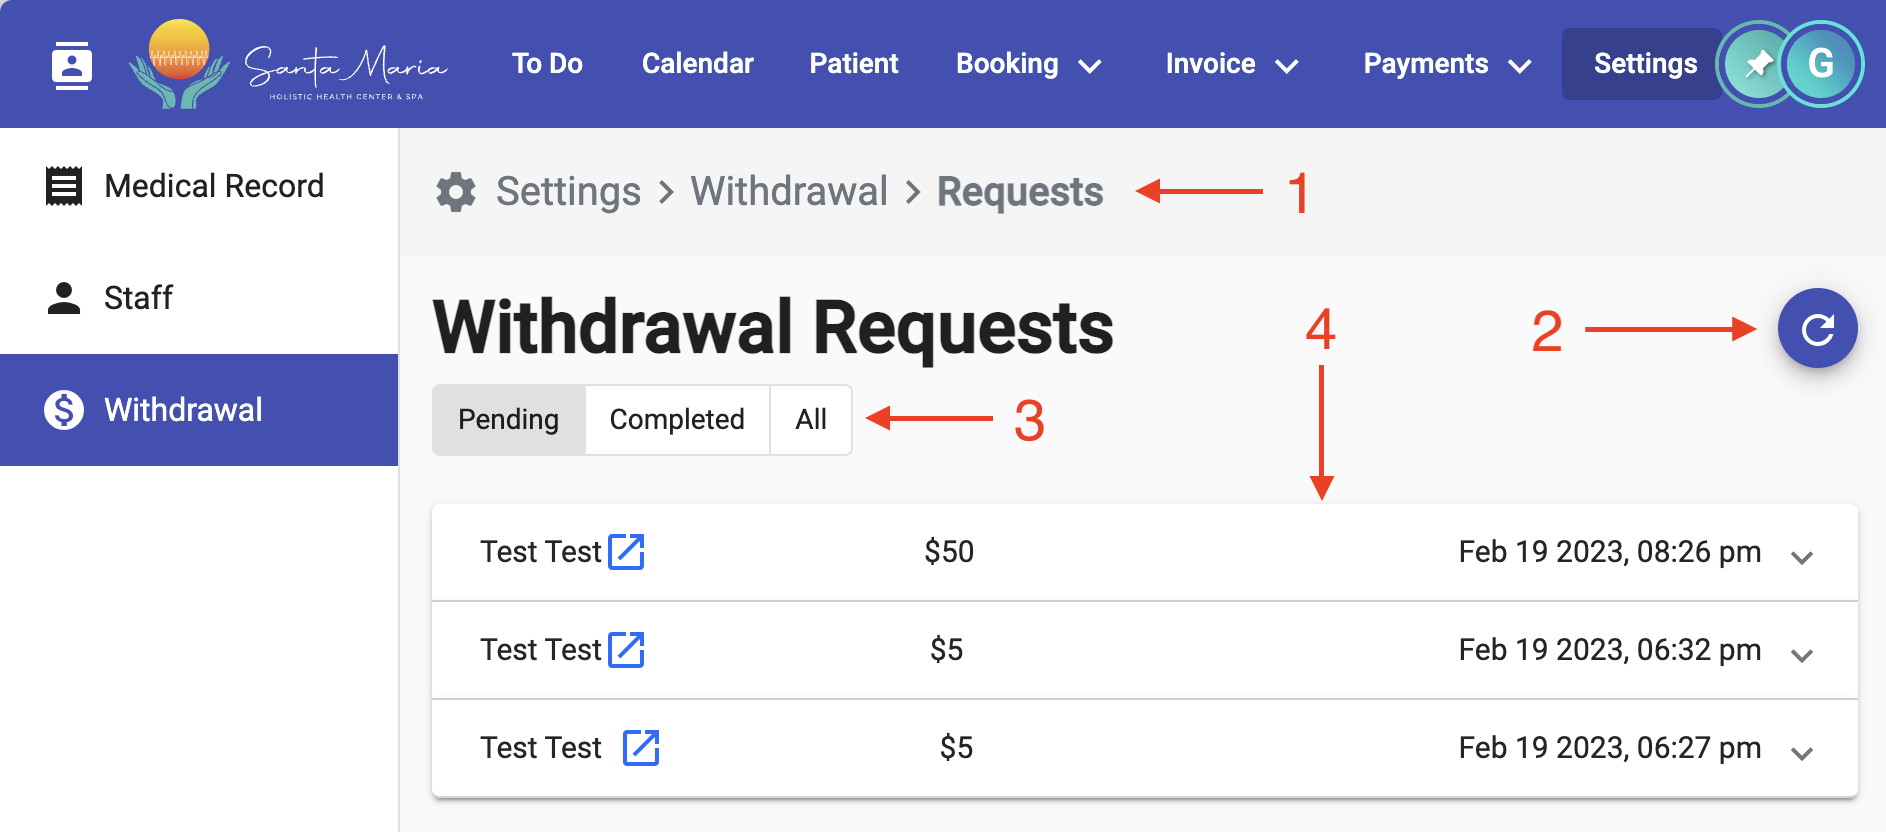 Santa Maria
HOLISTIC HEALTH CENTER & SPA
To Do Calendar Patient Booking Invoice Payments Settings G
Medical Record
Staff
Withdrawal
Settings > Withdrawal > Requests 1
Withdrawal Requests 4 2
Pending Completed All 3
Test Test $50 Feb 19 2023, 08:26 pm
Test Test $5 Feb 19 2023, 06:32 pm
Test Test $5 Feb 19 2023, 06:27 pm